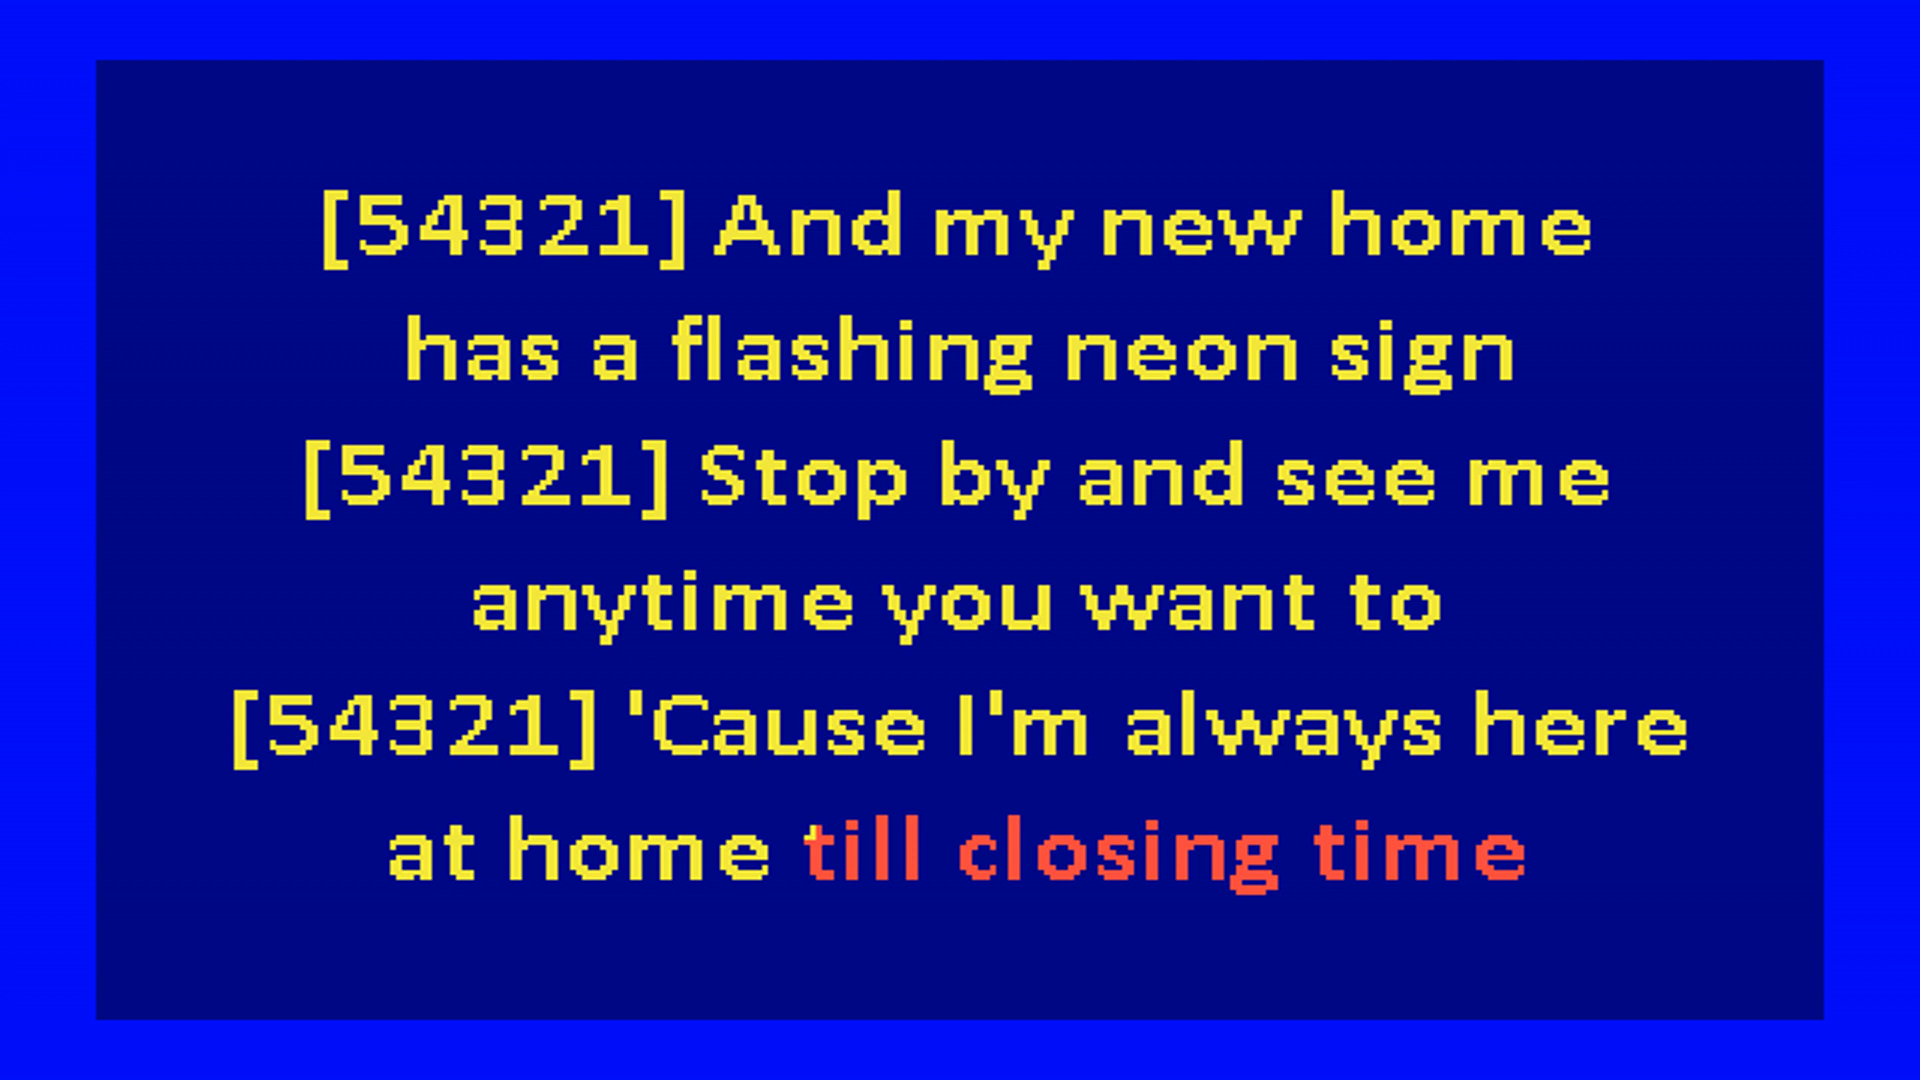 [54321] And my new home
has a flashing neon sign
[54321] Stop by and see me
anytime you want to
[54321] 'Cause I'm always here
at home till closing time